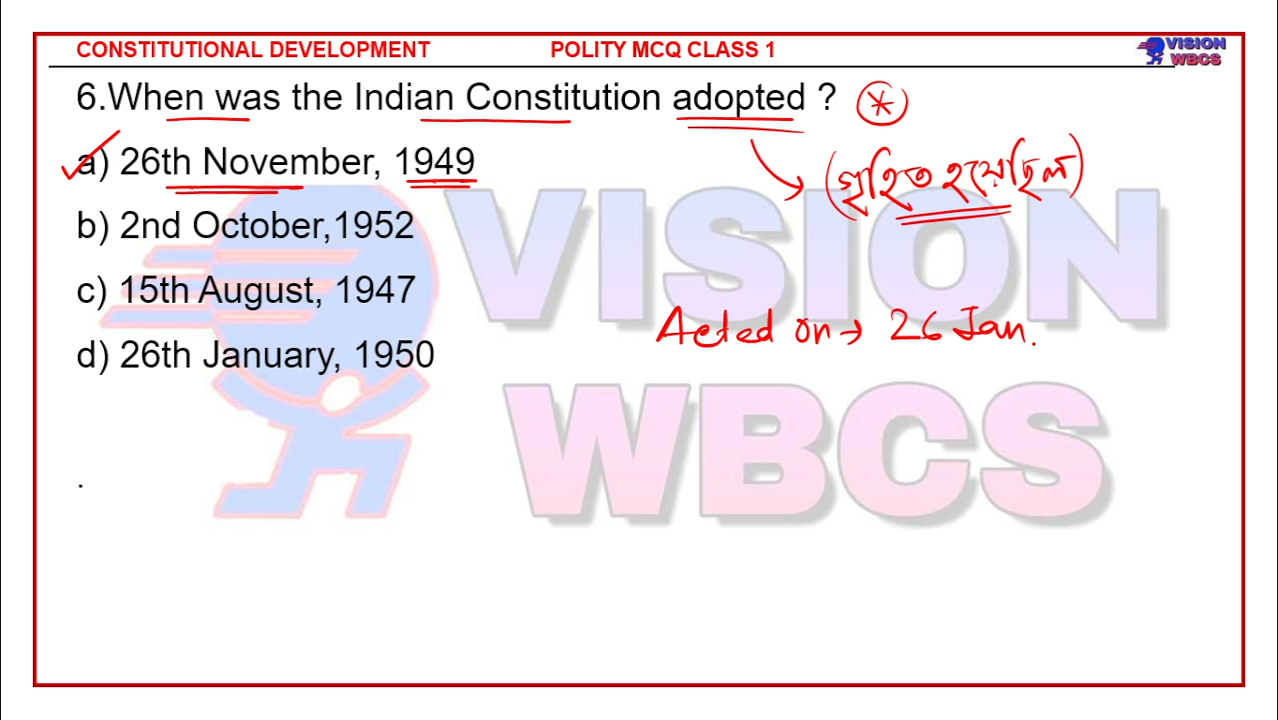 CONSTITUTIONAL DEVELOPMENT POLITY MCQ CLASS 1
VISION
WBCS
6.When was the Indian Constitution adopted ?
a) 26th November, 1949
(গৃহিত হয়েছিল)
b) 2nd October,1952
c) 15th August, 1947
Acted on → 26 Jan.
d) 26th January, 1950
VISION
WBCS
.